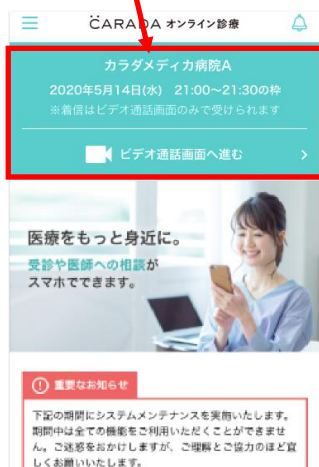 CARADA オンライン診療
カラダメディカ病院A
2020年5月14日(水) 21:00〜21:30の枠
※着信はビデオ通話画面のみで受けられます
ビデオ通話画面へ進む
医療をもっと身近に。
受診や医師への相談が
スマホでできます。
重要なお知らせ
下記の期間にシステムメンテナンスを実施いたします。
期間中は全ての機能をご利用いただくことができませ
ん。ご迷惑をおかけしますが、ご理解とご協力のほど宜
しくお願いいたします。